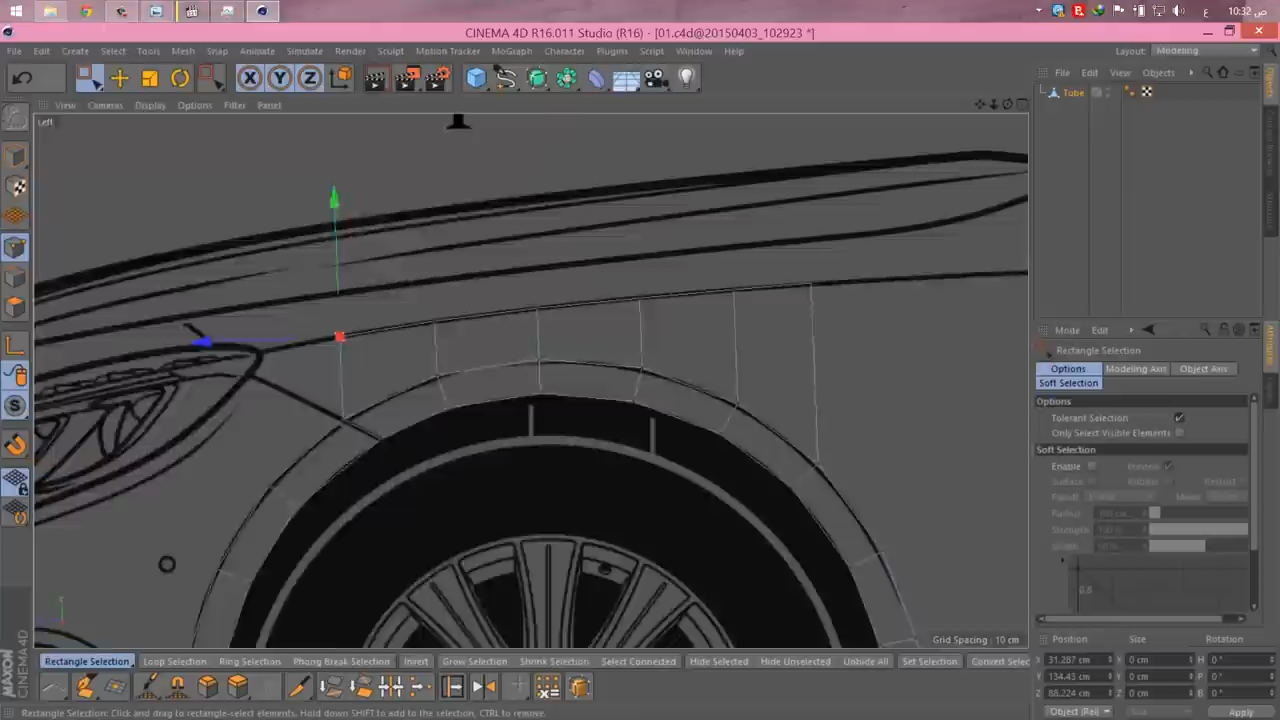 ع
10:32 ص
CINEMA 4D R16.011 Studio (R16) - [01.c4d@20150403_102923 *]
File Edit Create Select Tools Mesh Snap Animate Simulate Render Sculpt Motion Tracker MoGraph Character Plugins Script Window Help
Layout: Modeling
File Edit View Objects
View Cameras Display Options Filter Panel
Tube
Left
Mode Edit
Rectangle Selection
Options Modeling Axis Object Axis
Soft Selection
Options
Tolerant Selection
Only Select Visible Elements
Soft Selection
Enable
Radius
Strength
Width
0.8
Grid Spacing : 10 cm
Position Size Rotation
X 31.287 cm X 0 cm H 0 °
Y 134.43 cm Y 0 cm P 0 °
Z 88.224 cm Z 0 cm B 0 °
Object (Rel) Apply
Rectangle Selection Loop Selection Ring Selection Phong Break Selection Invert Grow Selection Shrink Selection Select Connected Hide Selected Hide Unselected Unhide All Set Selection Convert Selec
MAXON CINEMA 4D
Rectangle Selection: Click and drag to rectangle-select elements. Hold down SHIFT to add to the selection, CTRL to remove.